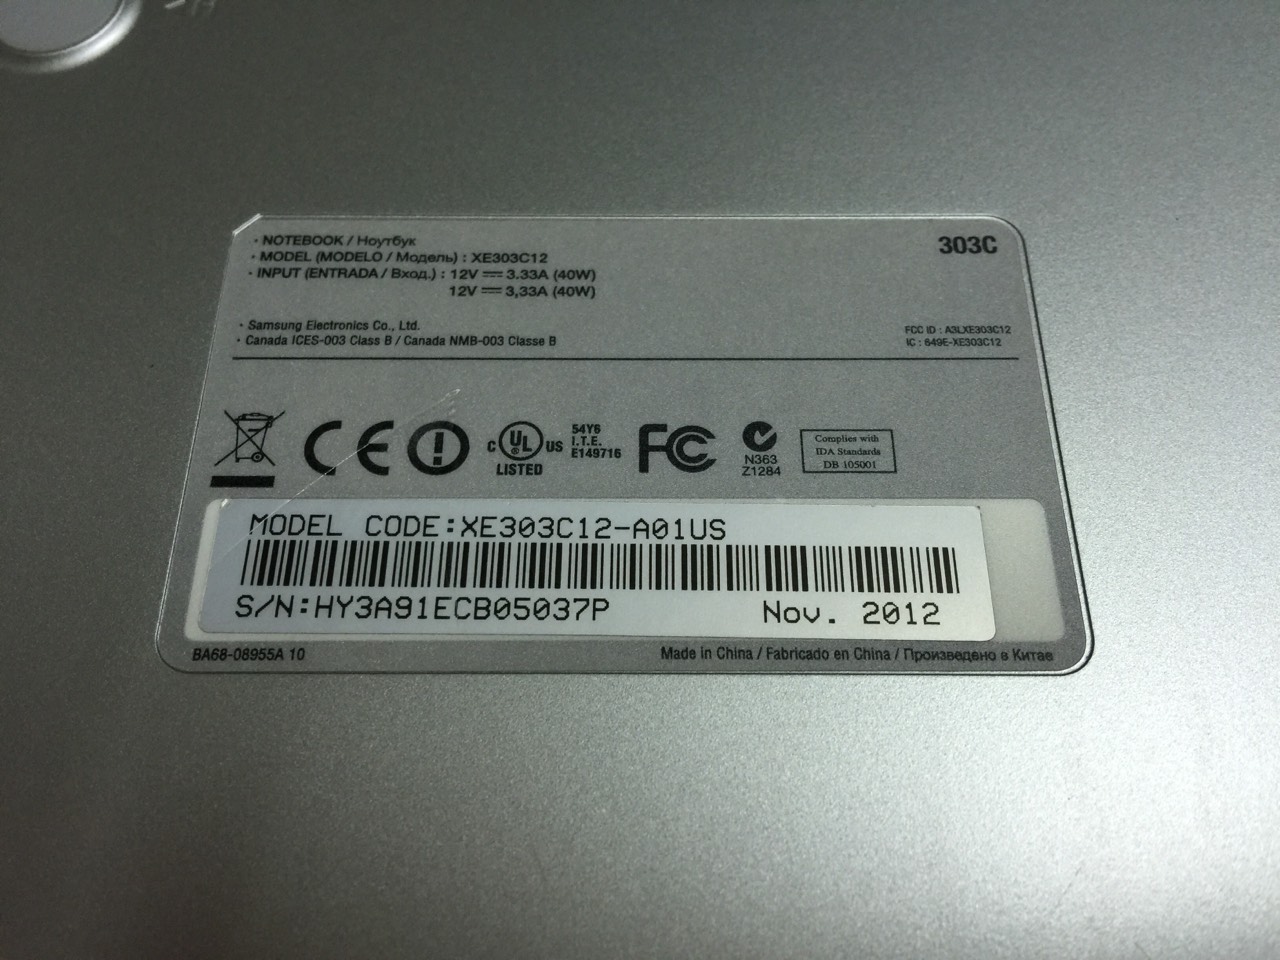 · NOTEBOOK / Ноутбук
303C
· MODEL (MODELO / Модель) : XE303C12
· INPUT (ENTRADA / Вход.) : 12V ⎓ 3.33A (40W)
12V ⎓ 3,33A (40W)
· Samsung Electronics Co., Ltd.
FCC ID : A3LXE303C12
· Canada ICES-003 Class B / Canada NMB-003 Classe B
IC : 649E-XE303C12
CE
C UL US
LISTED
54Y6
I.T.E.
E149716
FC
N363
Z1284
Complies with
IDA Standards
DB 105001
MODEL CODE:XE303C12-A01US
S/N:HY3A91ECB05037P
Nov. 2012
BA68-08955A 10
Made in China / Fabricado en China / Произведено в Китае